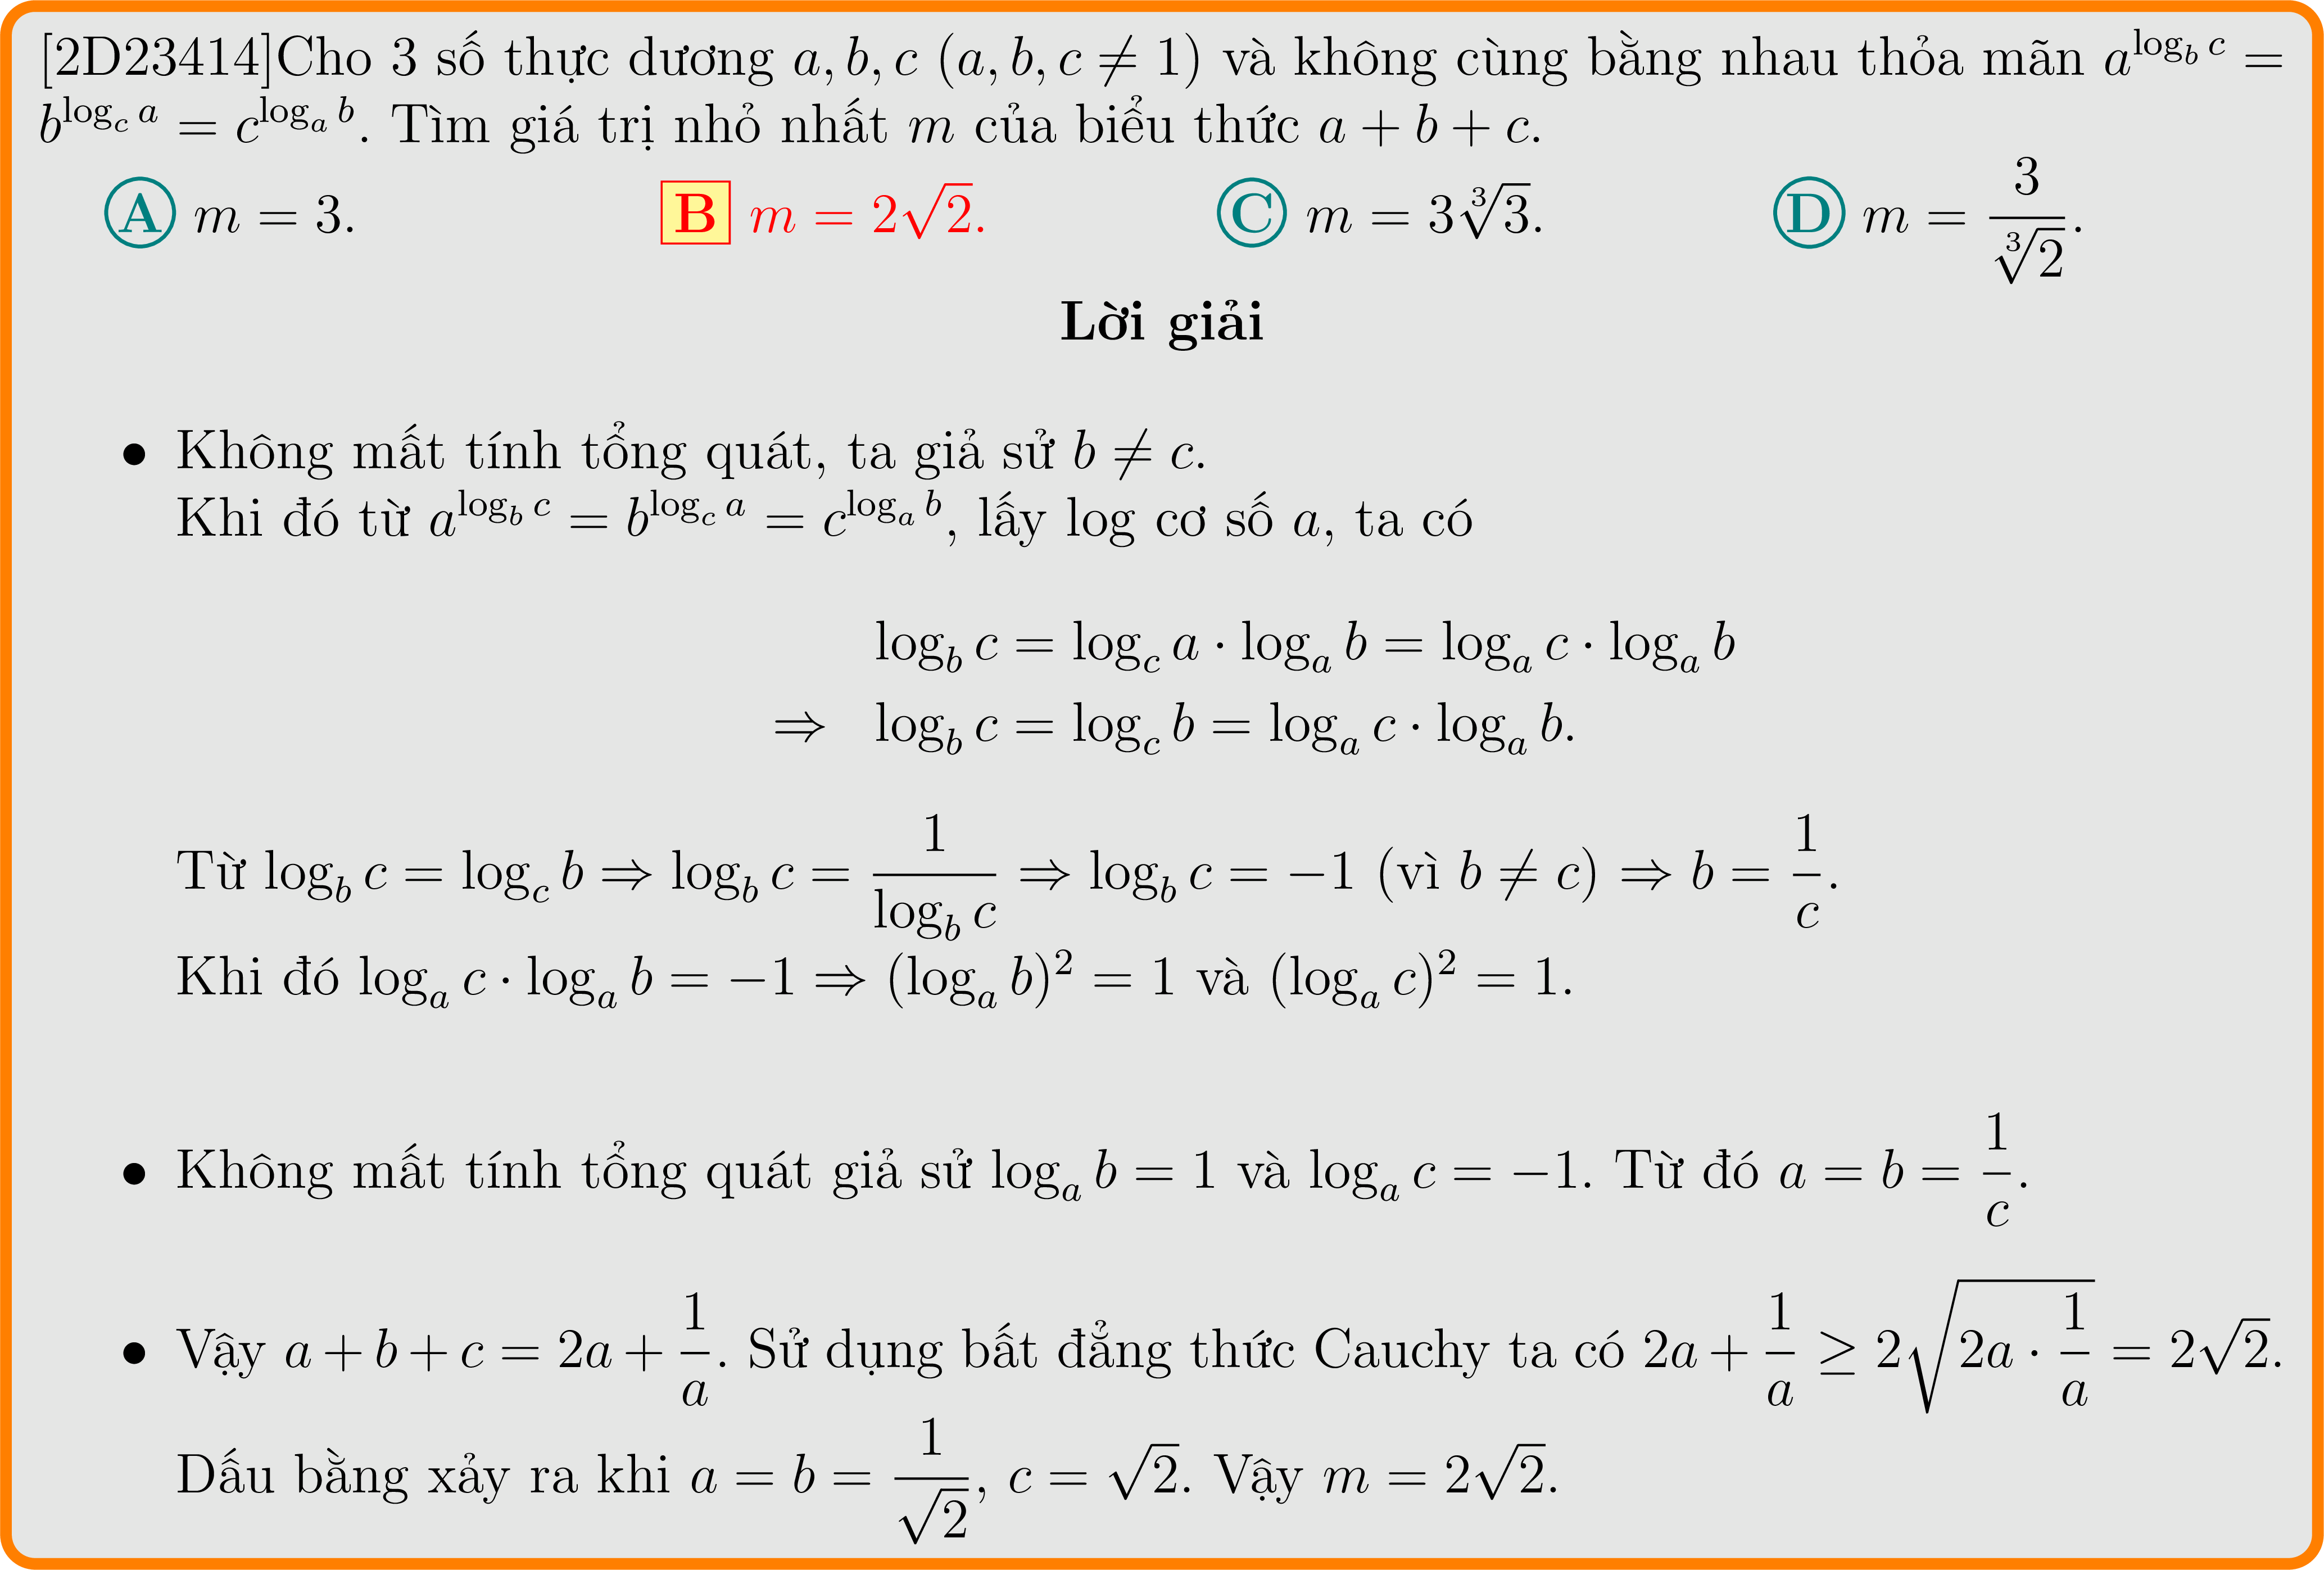 [2D23414]Cho 3 số thực dương $a, b, c$ $(a, b, c \neq 1)$ và không cùng bằng nhau thỏa mãn $a^{\log_b c} =$
$b^{\log_c a} = c^{\log_a b}$. Tìm giá trị nhỏ nhất $m$ của biểu thức $a + b + c$.
A $m = 3$. B $m = 2\sqrt{2}$. C $m = 3\sqrt[3]{3}$. D $m = \dfrac{3}{\sqrt[3]{2}}$.
Lời giải
• Không mất tính tổng quát, ta giả sử $b \neq c$.
Khi đó từ $a^{\log_b c} = b^{\log_c a} = c^{\log_a b}$, lấy log cơ số $a$, ta có
$\log_b c = \log_c a \cdot \log_a b = \log_a c \cdot \log_a b$
$\Rightarrow \log_b c = \log_c b = \log_a c \cdot \log_a b.$
Từ $\log_b c = \log_c b \Rightarrow \log_b c = \dfrac{1}{\log_b c} \Rightarrow \log_b c = -1$ (vì $b \neq c$) $\Rightarrow b = \dfrac{1}{c}$.
Khi đó $\log_a c \cdot \log_a b = -1 \Rightarrow (\log_a b)^2 = 1$ và $(\log_a c)^2 = 1$.
• Không mất tính tổng quát giả sử $\log_a b = 1$ và $\log_a c = -1$. Từ đó $a = b = \dfrac{1}{c}$.
• Vậy $a + b + c = 2a + \dfrac{1}{a}$. Sử dụng bất đẳng thức Cauchy ta có $2a + \dfrac{1}{a} \geq 2\sqrt{2a \cdot \dfrac{1}{a}} = 2\sqrt{2}$.
Dấu bằng xảy ra khi $a = b = \dfrac{1}{\sqrt{2}}$, $c = \sqrt{2}$. Vậy $m = 2\sqrt{2}$.